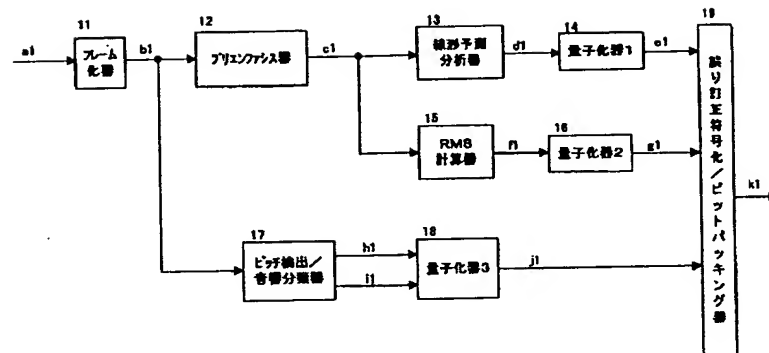 11
12
13
14
19
a1
フレーム
化器
b1
プリエンファシス器
c1
線形予測
分析器
d1
量子化器1
e1
15
16
RMS
計算器
f1
量子化器2
g1
誤り訂正符号化/ビットパッキング器
k1
17
18
ピッチ検出/
音響分類器
h1
i1
量子化器3
j1